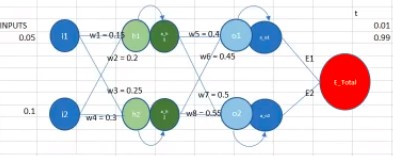 t
INPUTS
0.01
0.05
0.99
i1
w1 = 0.15
h1
w5 = 0.4
o1
w2 = 0.2
w6 = 0.45
E1
E_Total
w3 = 0.25
w7= 0.5
E2
0.1
i2
w4 = 0.3
h2
w8 = 0.55
o2